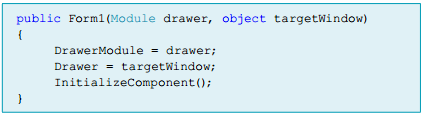 public Form1(Module drawer, object targetWindow)
{
DrawerModule = drawer;
Drawer = targetWindow;
InitializeComponent();
}